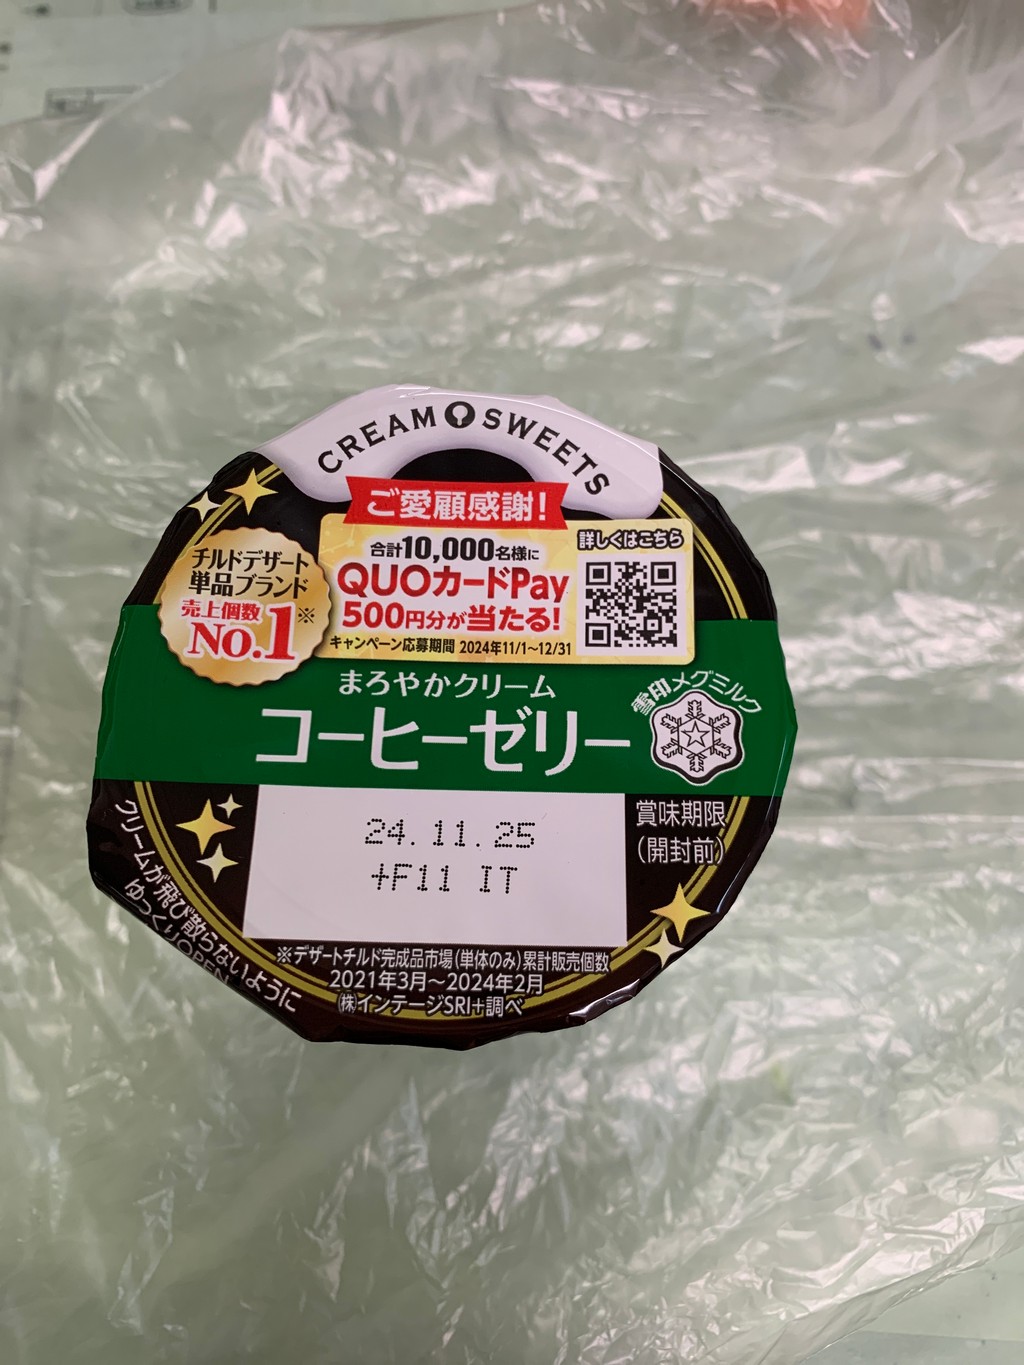 CREAM SWEETS
ご愛顧感謝!
合計10,000名様に
QUOカードPay
500円分が当たる!
キャンペーン応募期間 2024年11/1~12/31
詳しくはこちら
チルドデザート
単品ブランド
売上個数
No.1※
まろやかクリーム
コーヒーゼリー
雪印メグミルク
24.11.25
+F11 IT
賞味期限
(開封前)
クリームが飛び散らないように
ゆっくりOPEN
※デザートチルド完成品市場(単体のみ)累計販売個数
2021年3月~2024年2月
㈱インテージSRI+調べ